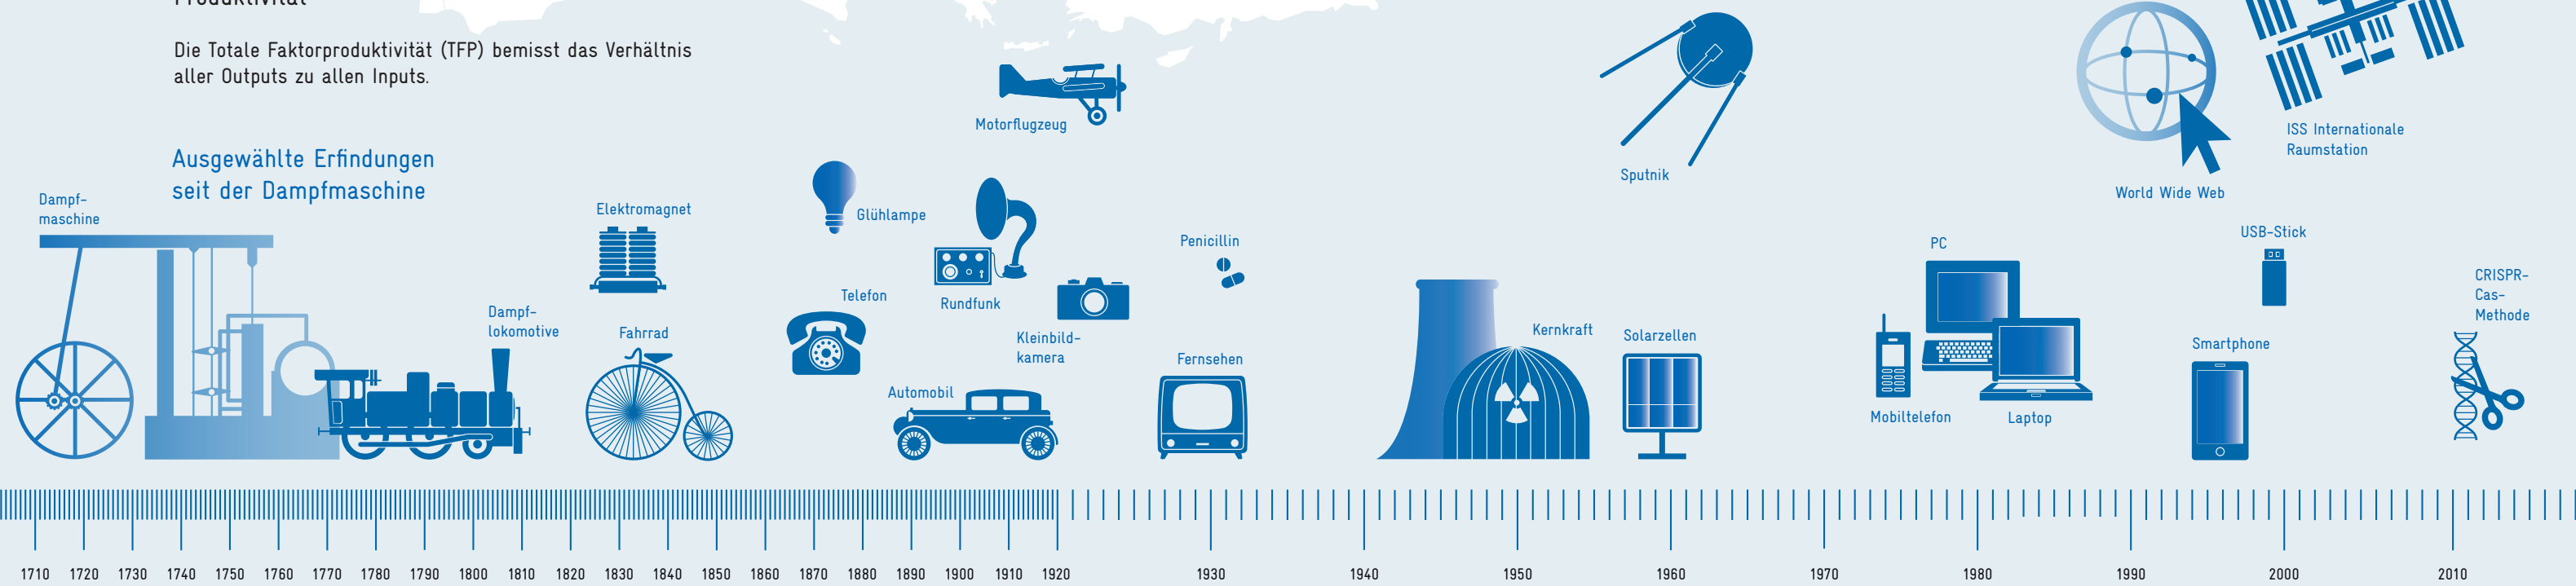 Produktivität
Die Totale Faktorproduktivität (TFP) bemisst das Verhältnis
aller Outputs zu allen Inputs.
Ausgewählte Erfindungen
seit der Dampfmaschine
Dampf-
maschine
Dampf-
lokomotive
Elektromagnet
Fahrrad
Glühlampe
Telefon
Motorflugzeug
Rundfunk
Automobil
Kleinbild-
kamera
Penicillin
Fernsehen
Kernkraft
Sputnik
Solarzellen
Mobiltelefon
PC
Laptop
World Wide Web
ISS Internationale
Raumstation
USB-Stick
Smartphone
CRISPR-
Cas-
Methode
1710 1720 1730 1740 1750 1760 1770 1780 1790 1800 1810 1820 1830 1840 1850 1860 1870 1880 1890 1900 1910 1920 1930 1940 1950 1960 1970 1980 1990 2000 2010